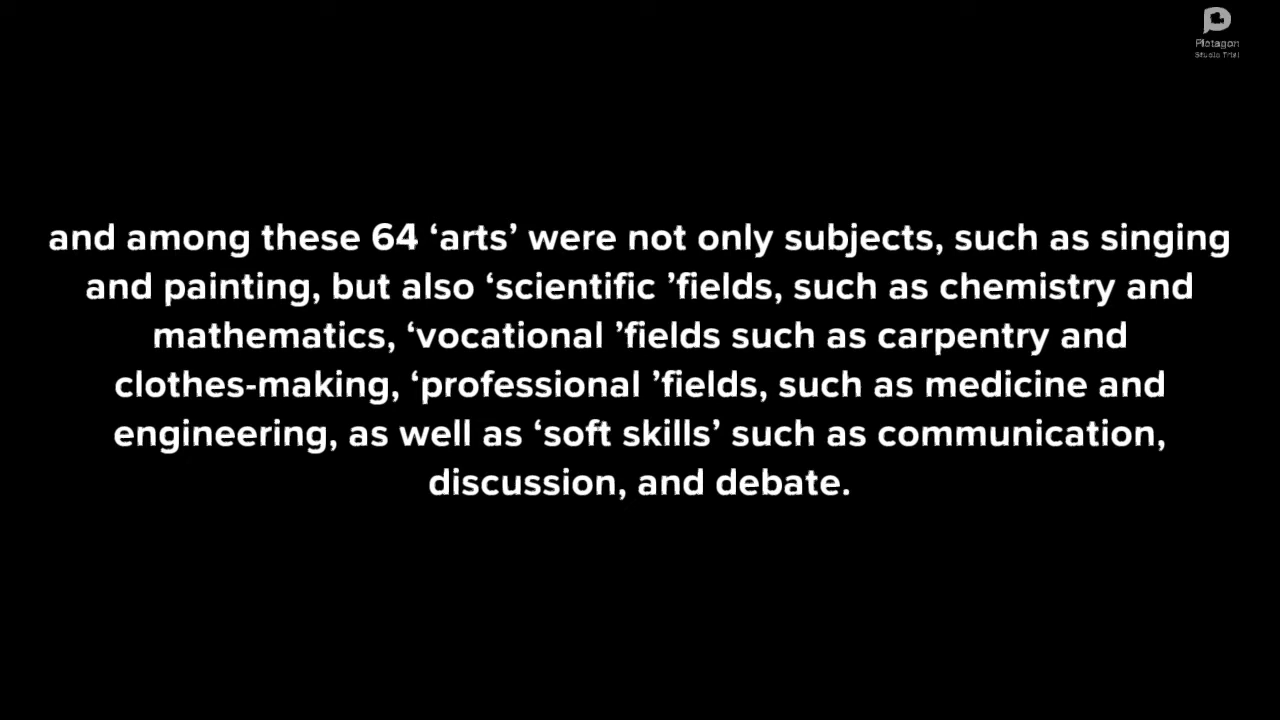 Plotagon
Studio Trial
and among these 64 ‘arts’ were not only subjects, such as singing
and painting, but also ‘scientific ’fields, such as chemistry and
mathematics, ‘vocational ’fields such as carpentry and
clothes-making, ‘professional ’fields, such as medicine and
engineering, as well as ‘soft skills’ such as communication,
discussion, and debate.